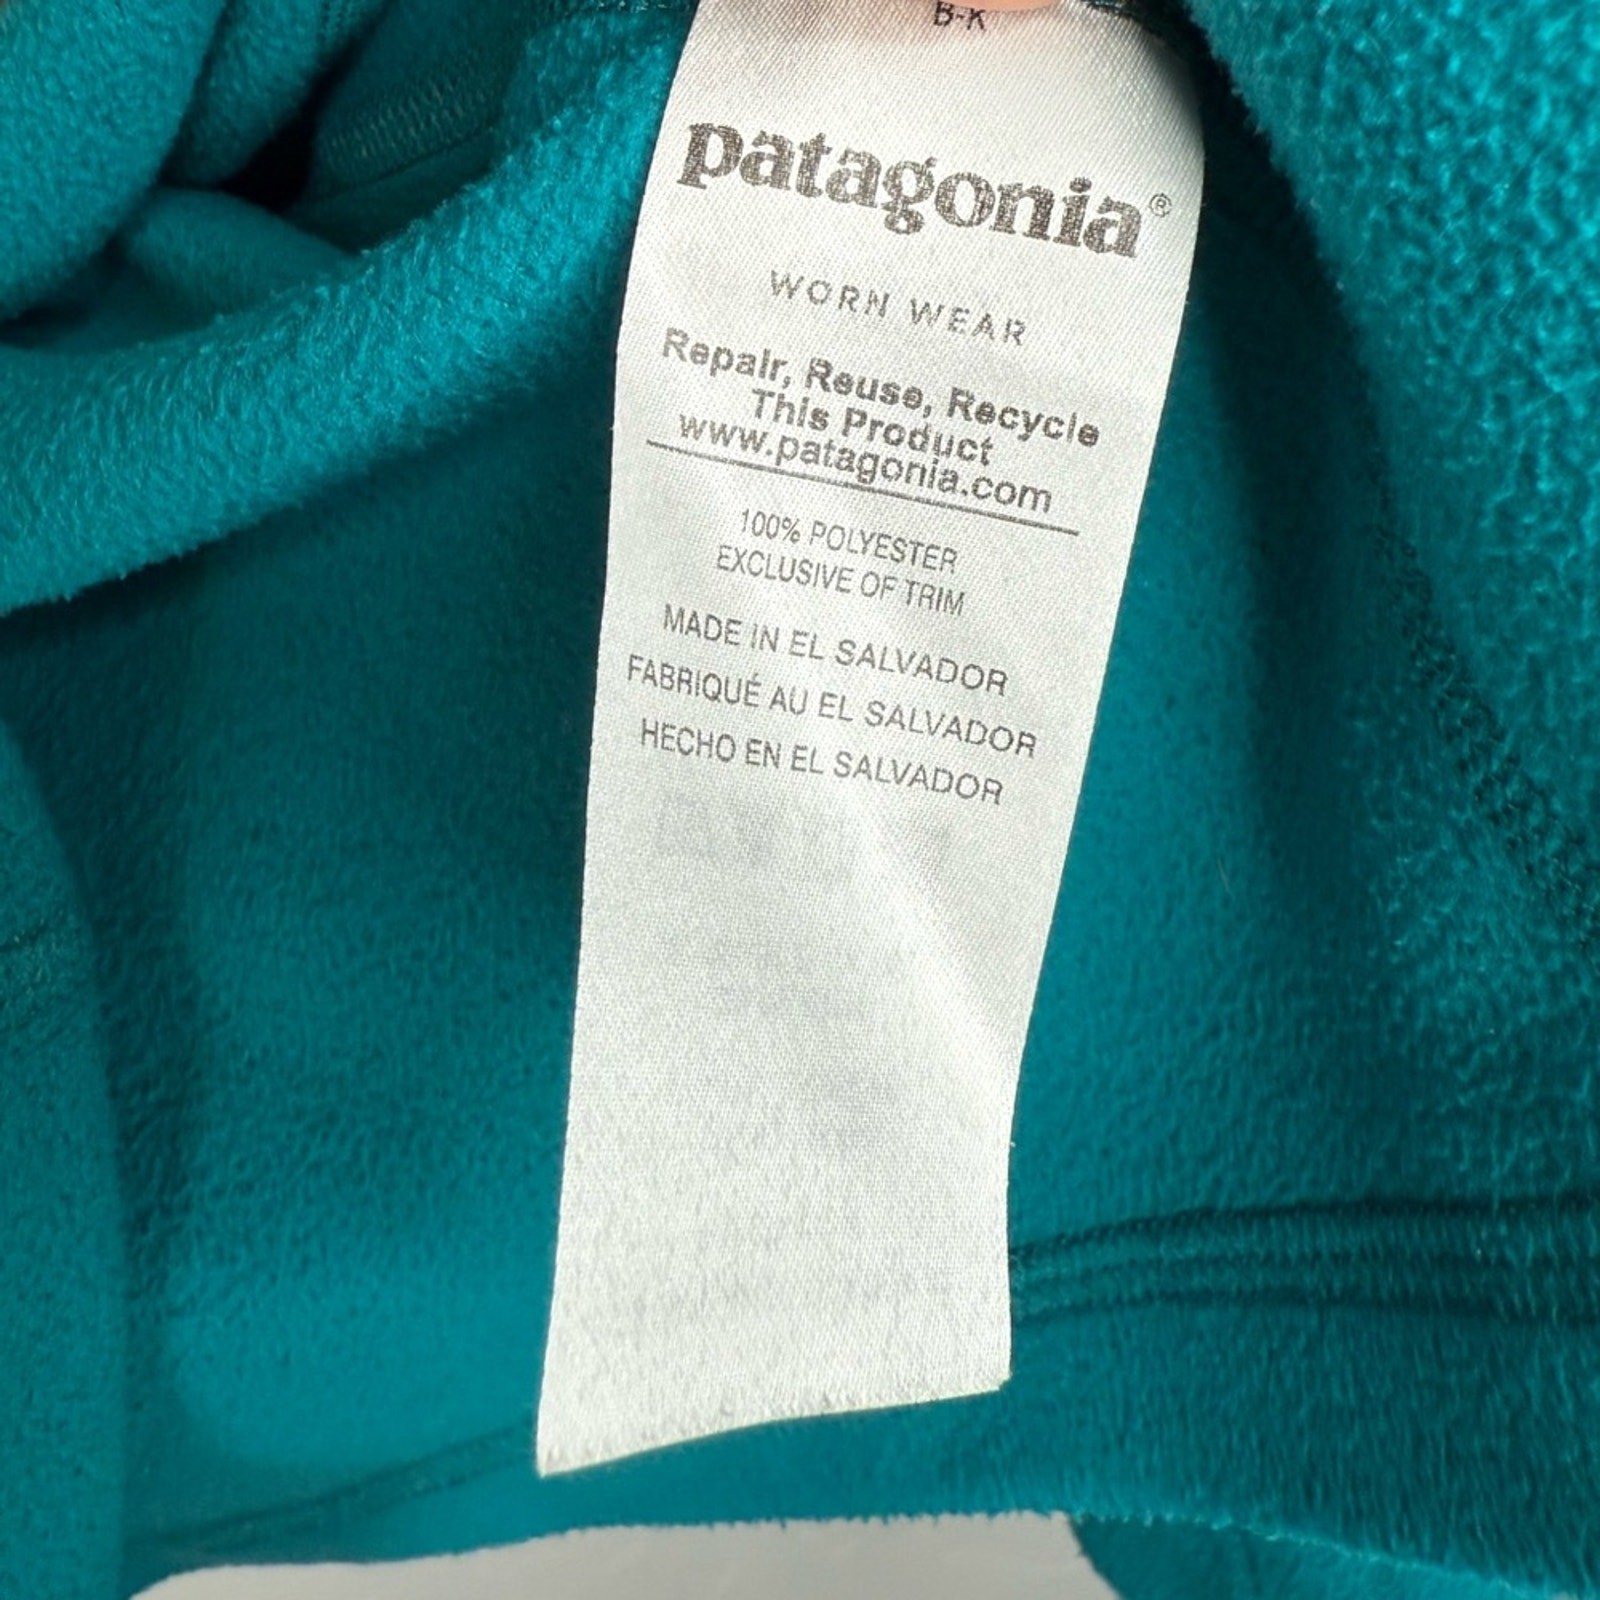 B-K
patagonia®
WORN WEAR
Repair, Reuse, Recycle
This Product
www.patagonia.com
100% POLYESTER
EXCLUSIVE OF TRIM
MADE IN EL SALVADOR
FABRIQUÉ AU EL SALVADOR
HECHO EN EL SALVADOR